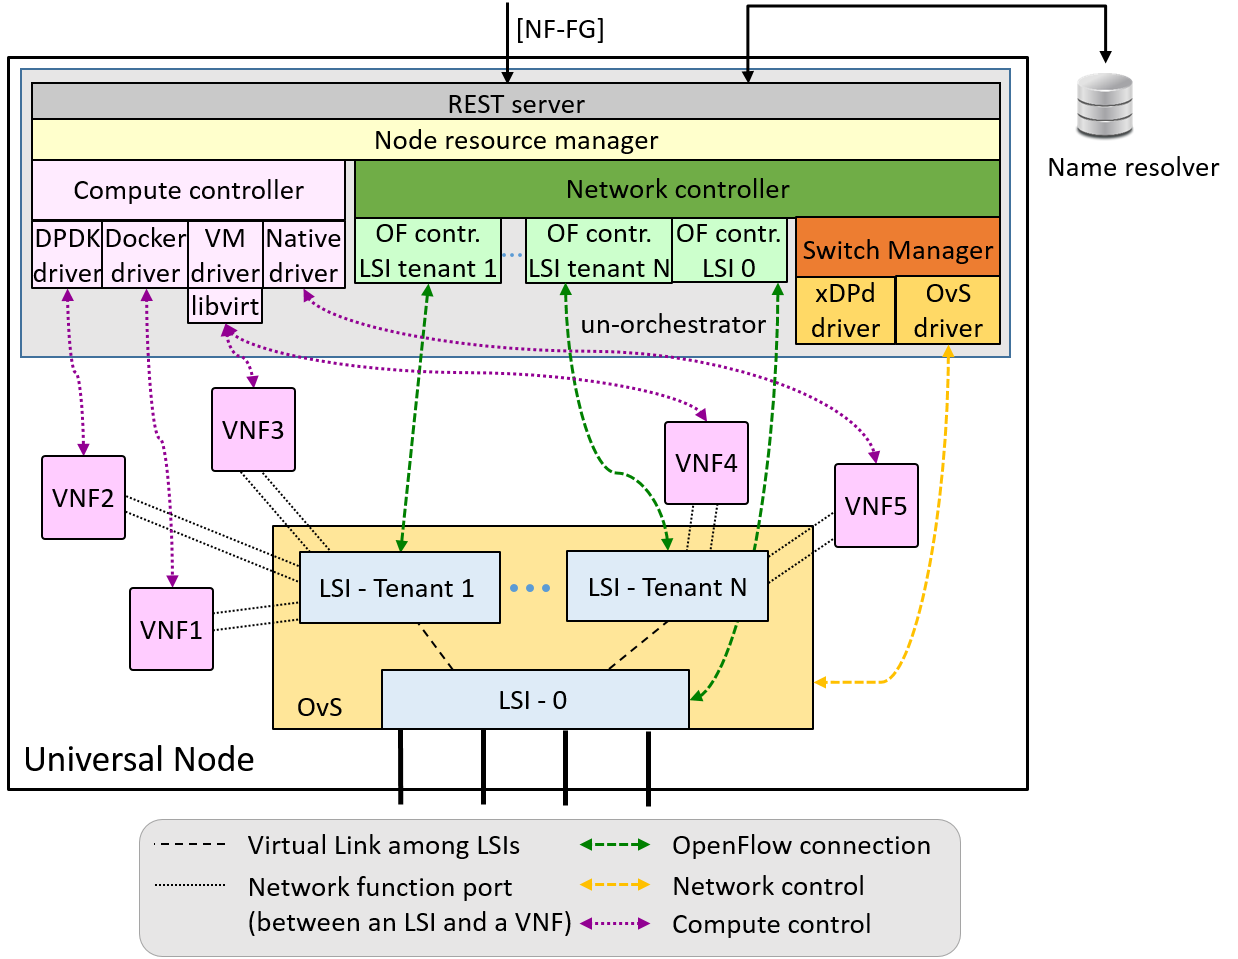 [NF-FG]
REST server
Node resource manager
Name resolver
Compute controller
Network controller
DPDK
driver
Docker
driver
VM
driver
Native
driver
libvirt
OF contr.
LSI tenant 1
...
OF contr.
LSI tenant N
OF contr.
LSI 0
Switch Manager
xDPd
driver
OvS
driver
un-orchestrator
VNF3
VNF4
VNF2
VNF5
LSI - Tenant 1
...
LSI - Tenant N
VNF1
LSI - 0
OvS
Universal Node
Virtual Link among LSIs
Network function port
(between an LSI and a VNF)
OpenFlow connection
Network control
Compute control